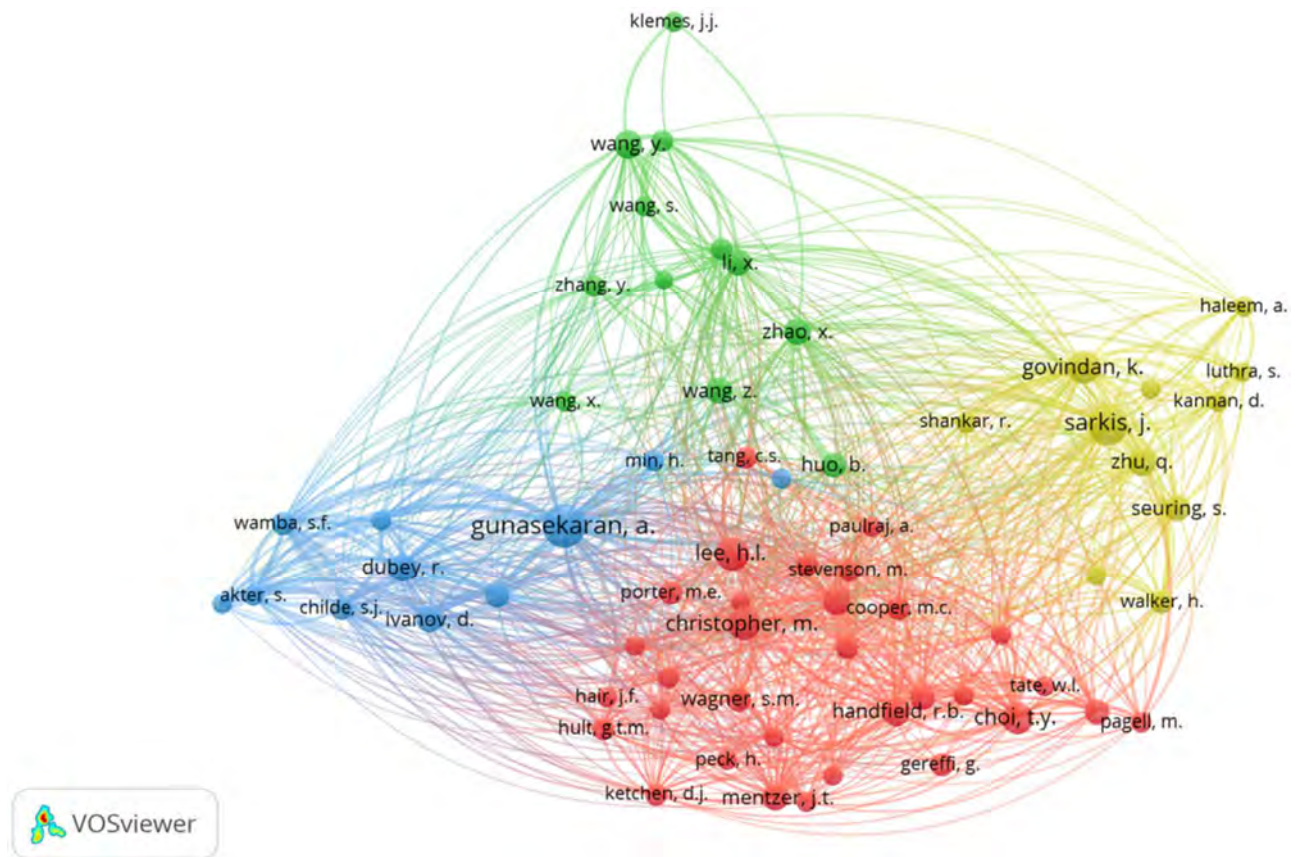 klemes, j.j.
wang, y.
wang, s.
li, x.
zhang, y.
haleem, a.
zhao, x.
govindan, k.
luthra, s.
wang, x.
wang, z.
kannan, d.
shankar, r.
sarkis, j.
min, h.
tang, c.s.
huo, b.
zhu, q.
wamba, s.f.
gunasekaran, a.
paulraj, a.
seuring, s.
lee, h.l.
dubey, r.
stevenson, m.
akter, s.
childe, s.j.
ivanov, d.
porter, m.e.
cooper, m.c.
walker, h.
christopher, m.
hair, j.f.
wagner, s.m.
tate, w.l.
hult, g.t.m.
handfield, r.b.
choi, t.y.
pagell, m.
peck, h.
gereffi, g.
ketchen, d.j.
mentzer, j.t.
VOSviewer